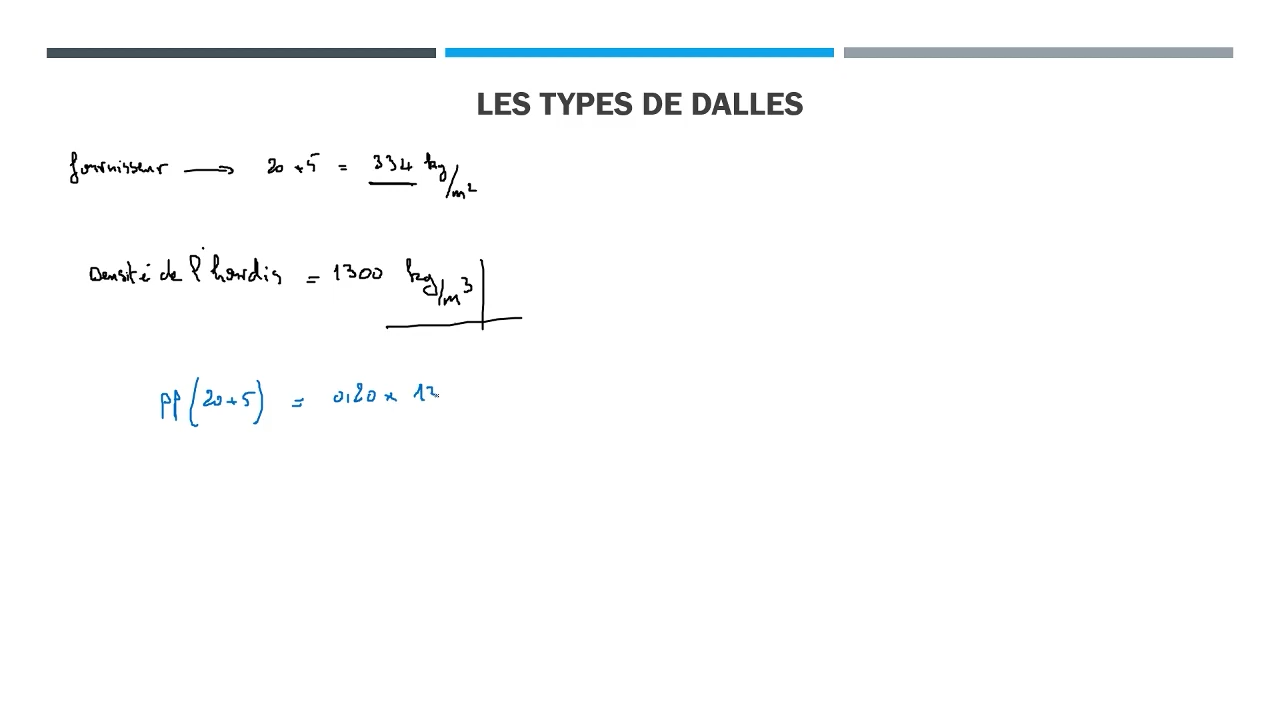 LES TYPES DE DALLES
fournisseur → 20 + 5 = 334 kg/m²
Densité de l'hourdis = 1300 kg/m³
PP (20+5) = 0,20 x 13